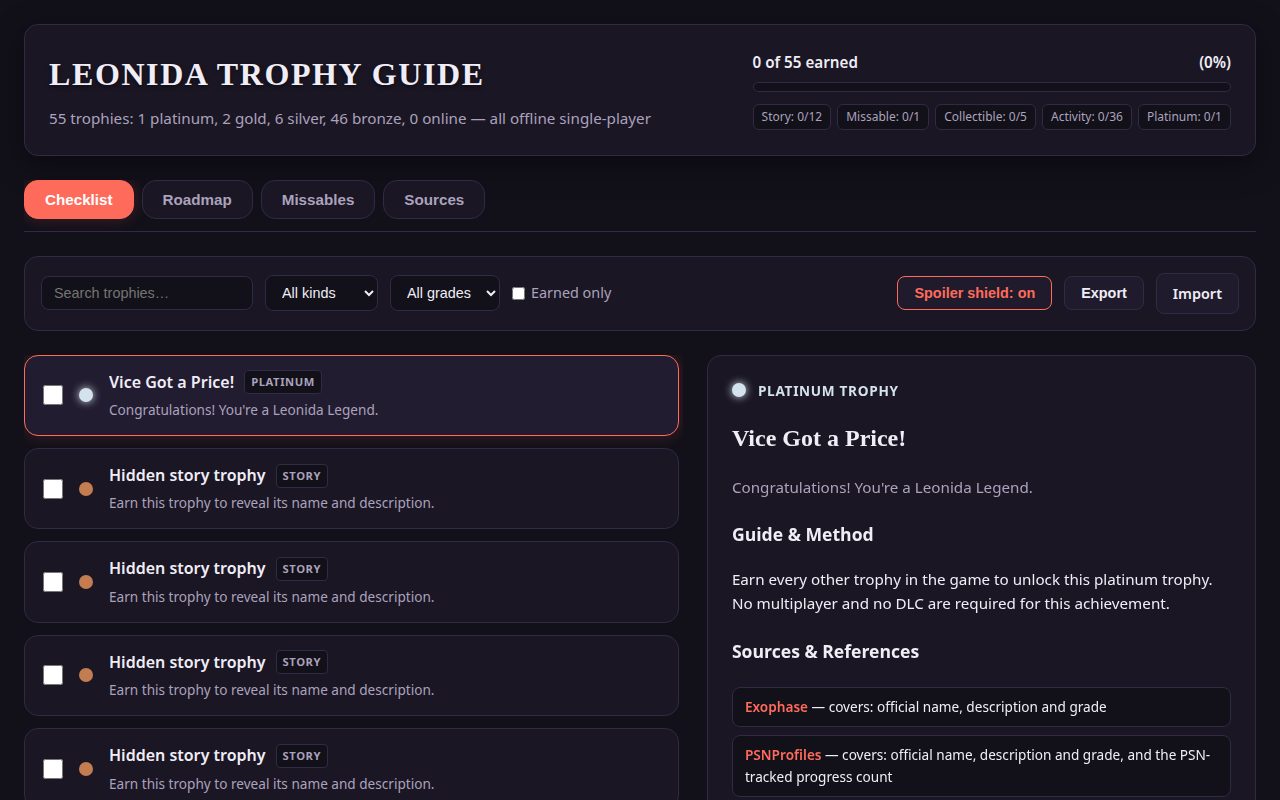 LEONIDA TROPHY GUIDE
55 trophies: 1 platinum, 2 gold, 6 silver, 46 bronze, 0 online — all offline single-player
0 of 55 earned
(0%)
Story: 0/12
Missable: 0/1
Collectible: 0/5
Activity: 0/36
Platinum: 0/1
Checklist
Roadmap
Missables
Sources
Search trophies…
All kinds
All grades
Earned only
Spoiler shield: on
Export
Import
Vice Got a Price! PLATINUM
Congratulations! You're a Leonida Legend.
Hidden story trophy STORY
Earn this trophy to reveal its name and description.
Hidden story trophy STORY
Earn this trophy to reveal its name and description.
Hidden story trophy STORY
Earn this trophy to reveal its name and description.
Hidden story trophy STORY
Earn this trophy to reveal its name and description.
PLATINUM TROPHY
Vice Got a Price!
Congratulations! You're a Leonida Legend.
Guide & Method
Earn every other trophy in the game to unlock this platinum trophy.
No multiplayer and no DLC are required for this achievement.
Sources & References
Exophase — covers: official name, description and grade
PSNProfiles — covers: official name, description and grade, and the PSN-
tracked progress count